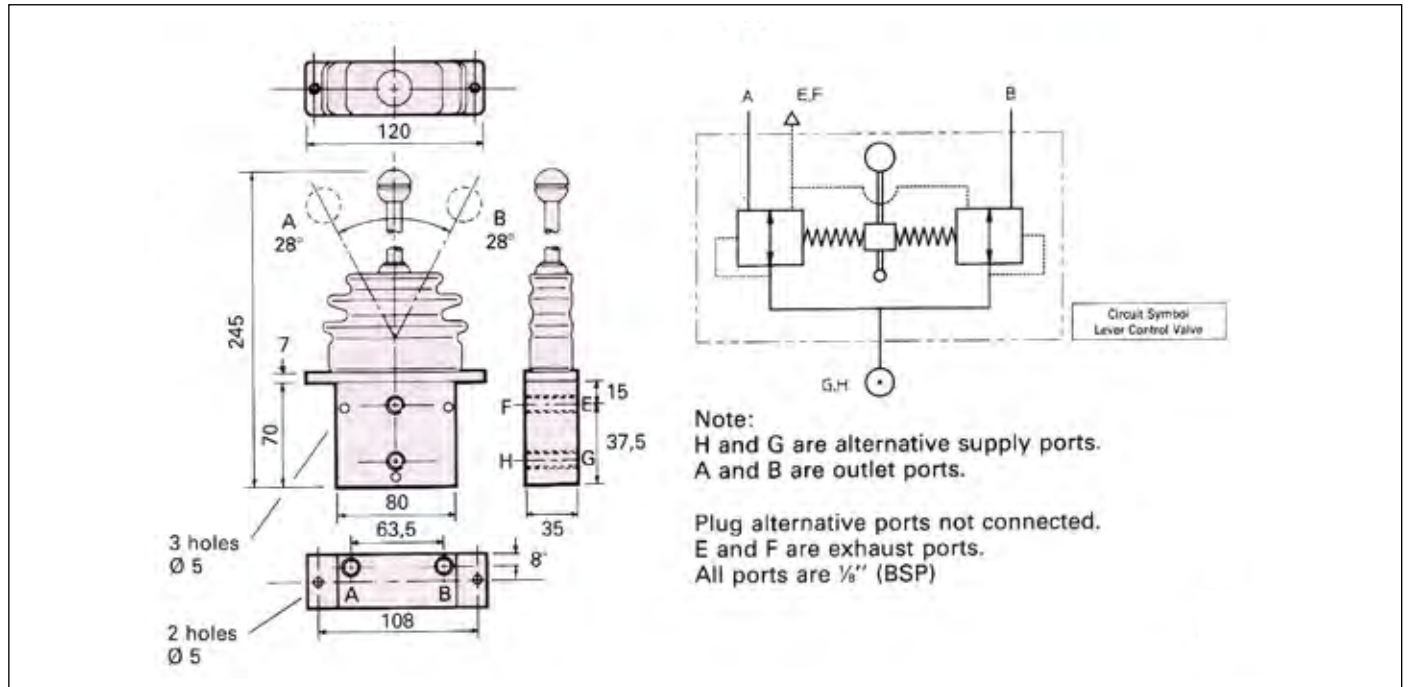 120
A
28°
B
28°
245
7
70
F
E
15
H
G
37,5
80
63,5
35
3 holes
Ø 5
8
A
B
108
2 holes
Ø 5
A
E,F
B
G,H
Circuit Symbol
Lever Control Valve
Note:
H and G are alternative supply ports.
A and B are outlet ports.
Plug alternative ports not connected.
E and F are exhaust ports.
All ports are ⅛" (BSP)